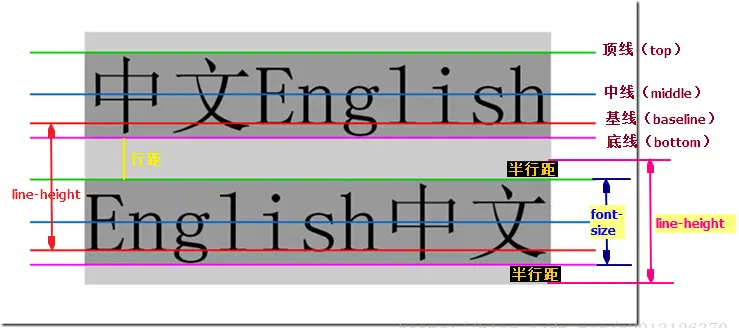 顶线（top）
中文English
中线（middle）
基线（baseline）
底线（bottom）
行距
半行距
line-height
English中文
font-
size
line-height
半行距